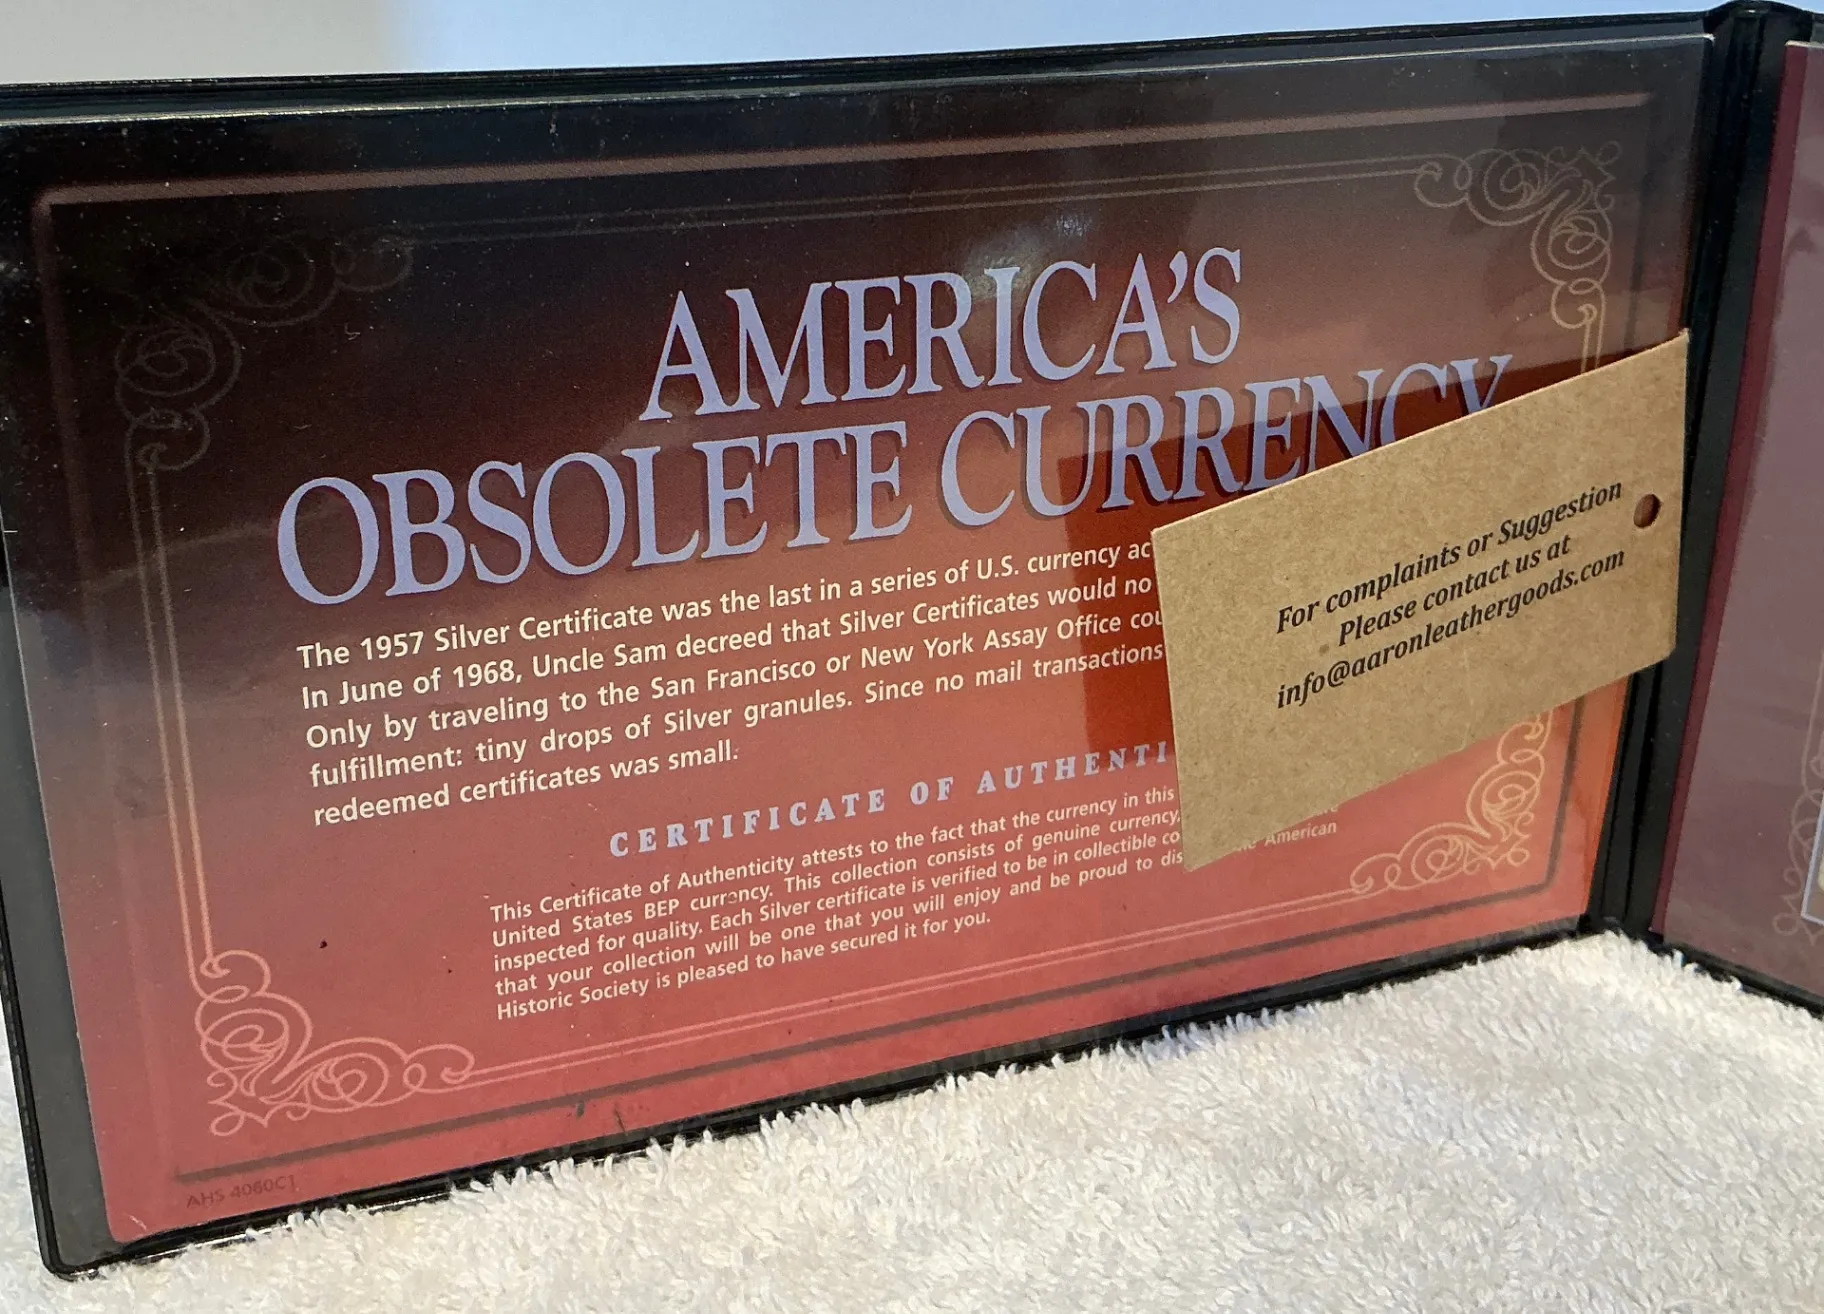 AMERICA'S
OBSOLETE CURRENCY
The 1957 Silver Certificate was the last in a series of U.S. currency
In June of 1968, Uncle Sam decreed that Silver Certificates would no
Only by traveling to the San Francisco or New York Assay Office
fulfillment: tiny drops of Silver granules. Since no mail transactions
redeemed certificates was small.
CERTIFICATE OF
This Certificate of Authenticity attests to the fact that the currency in this
United States BEP currency. This collection consists of genuine currency,
inspected for quality. Each Silver certificate is verified to be in collectible
that your collection will be one that you will enjoy and be proud to American
Historic Society is pleased to have secured it for you.
AHS 4060C1
For complaints or Suggestion
Please contact us at
info@aaronleathergoods.com